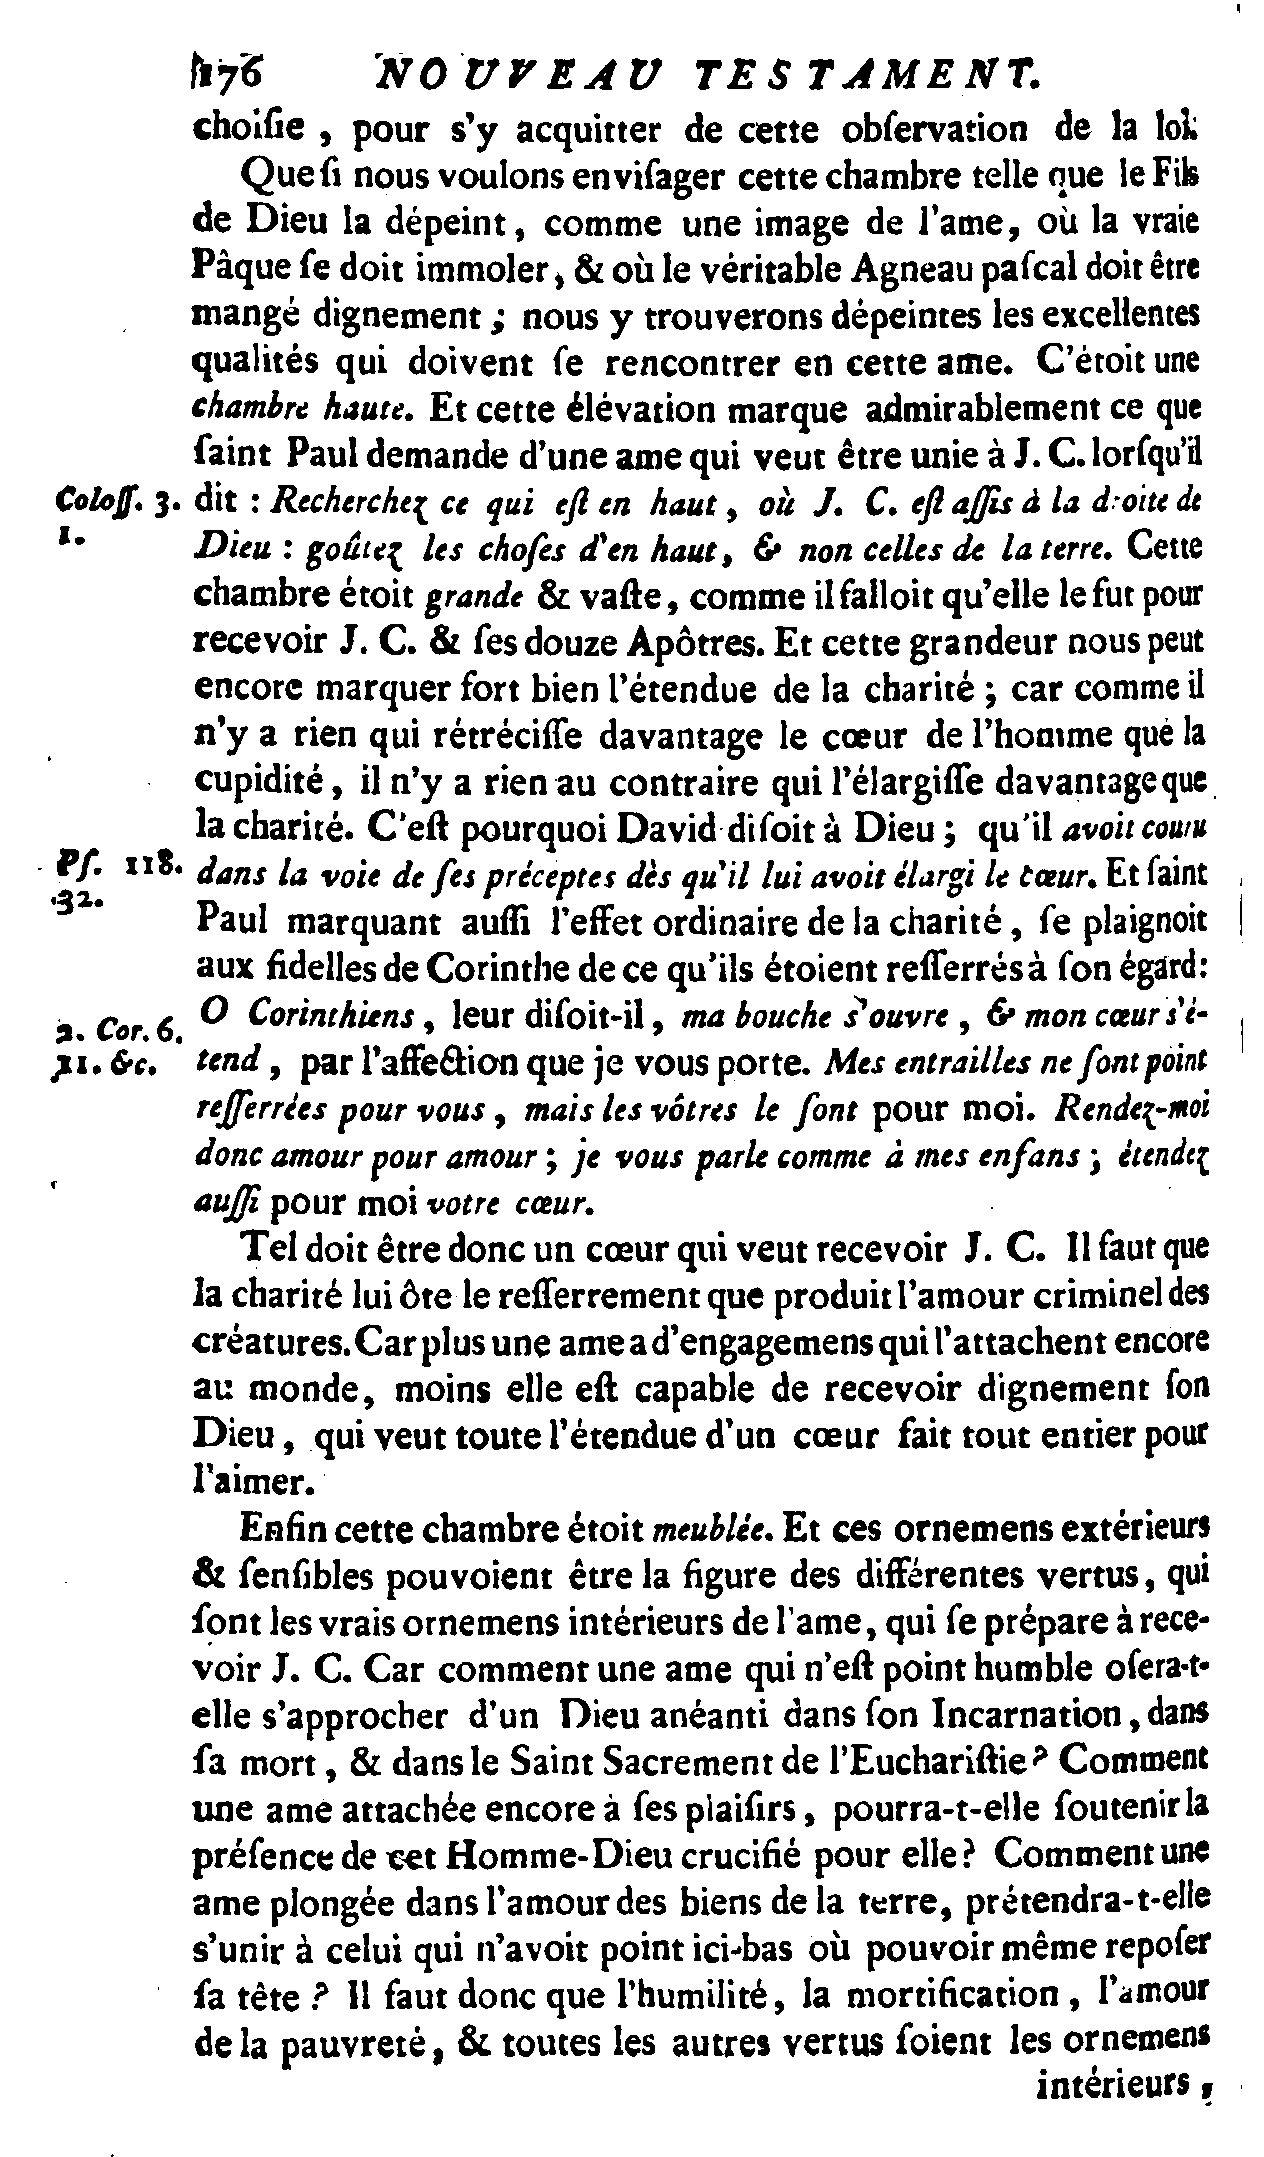 176 NOUVEAU TESTAMENT.
choiſie, pour s'y acquitter de cette obſervation de la loi.
Que ſi nous voulons enviſager cette chambre telle que le Fils
de Dieu la dépeint, comme une image de l'ame, où la vraie
Pâque ſe doit immoler, & où le véritable Agneau paſcal doit être
mangé dignement; nous y trouverons dépeintes les excellentes
qualités qui doivent ſe rencontrer en cette ame. C'étoit une
chambre haute. Et cette élévation marque admirablement ce que
ſaint Paul demande d'une ame qui veut être unie à J. C. lorſqu'il
Coloſſ. 3. dit : Recherchez ce qui eſt en haut, où J. C. eſt aſſis à la droite de
1. Dieu : goûtez les choſes d'en haut, & non celles de la terre. Cette
chambre étoit grande & vaſte, comme il falloit qu'elle le fut pour
recevoir J. C. & ſes douze Apôtres. Et cette grandeur nous peut
encore marquer fort bien l'étendue de la charité; car comme il
n'y a rien qui rétréciſſe davantage le cœur de l'homme que la
cupidité, il n'y a rien au contraire qui l'élargiſſe davantage que
la charité. C'eſt pourquoi David diſoit à Dieu; qu'il avoit couru
Pſ. 118. dans la voie de ſes préceptes dès qu'il lui avoit élargi le cœur. Et ſaint
32. Paul marquant auſſi l'effet ordinaire de la charité, ſe plaignoit
aux fidelles de Corinthe de ce qu'ils étoient reſſerrés à ſon égard:
2. Cor. 6. O Corinthiens, leur diſoit-il, ma bouche s'ouvre, & mon cœur s'é-
11. &c. tend, par l'affection que je vous porte. Mes entrailles ne ſont point
reſſerrées pour vous, mais les vôtres le ſont pour moi. Rendez-moi
donc amour pour amour; je vous parle comme à mes enfans; étendez
auſſi pour moi votre cœur.
Tel doit être donc un cœur qui veut recevoir J. C. Il faut que
la charité lui ôte le reſſerrement que produit l'amour criminel des
créatures. Car plus une ame a d'engagemens qui l'attachent encore
au monde, moins elle eſt capable de recevoir dignement ſon
Dieu, qui veut toute l'étendue d'un cœur fait tout entier pour
l'aimer.
Enfin cette chambre étoit meublée. Et ces ornemens extérieurs
& ſenſibles pouvoient être la figure des différentes vertus, qui
ſont les vrais ornemens intérieurs de l'ame, qui ſe prépare à rece-
voir J. C. Car comment une ame qui n'eſt point humble oſera-t-
elle s'approcher d'un Dieu anéanti dans ſon Incarnation, dans
ſa mort, & dans le Saint Sacrement de l'Euchariſtie? Comment
une ame attachée encore à ſes plaiſirs, pourra-t-elle ſoutenir la
préſence de cet Homme-Dieu crucifié pour elle? Comment une
ame plongée dans l'amour des biens de la terre, prétendra-t-elle
s'unir à celui qui n'avoit point ici-bas où pouvoir même repoſer
ſa tête? Il faut donc que l'humilité, la mortification, l'amour
de la pauvreté, & toutes les autres vertus ſoient les ornemens
intérieurs,